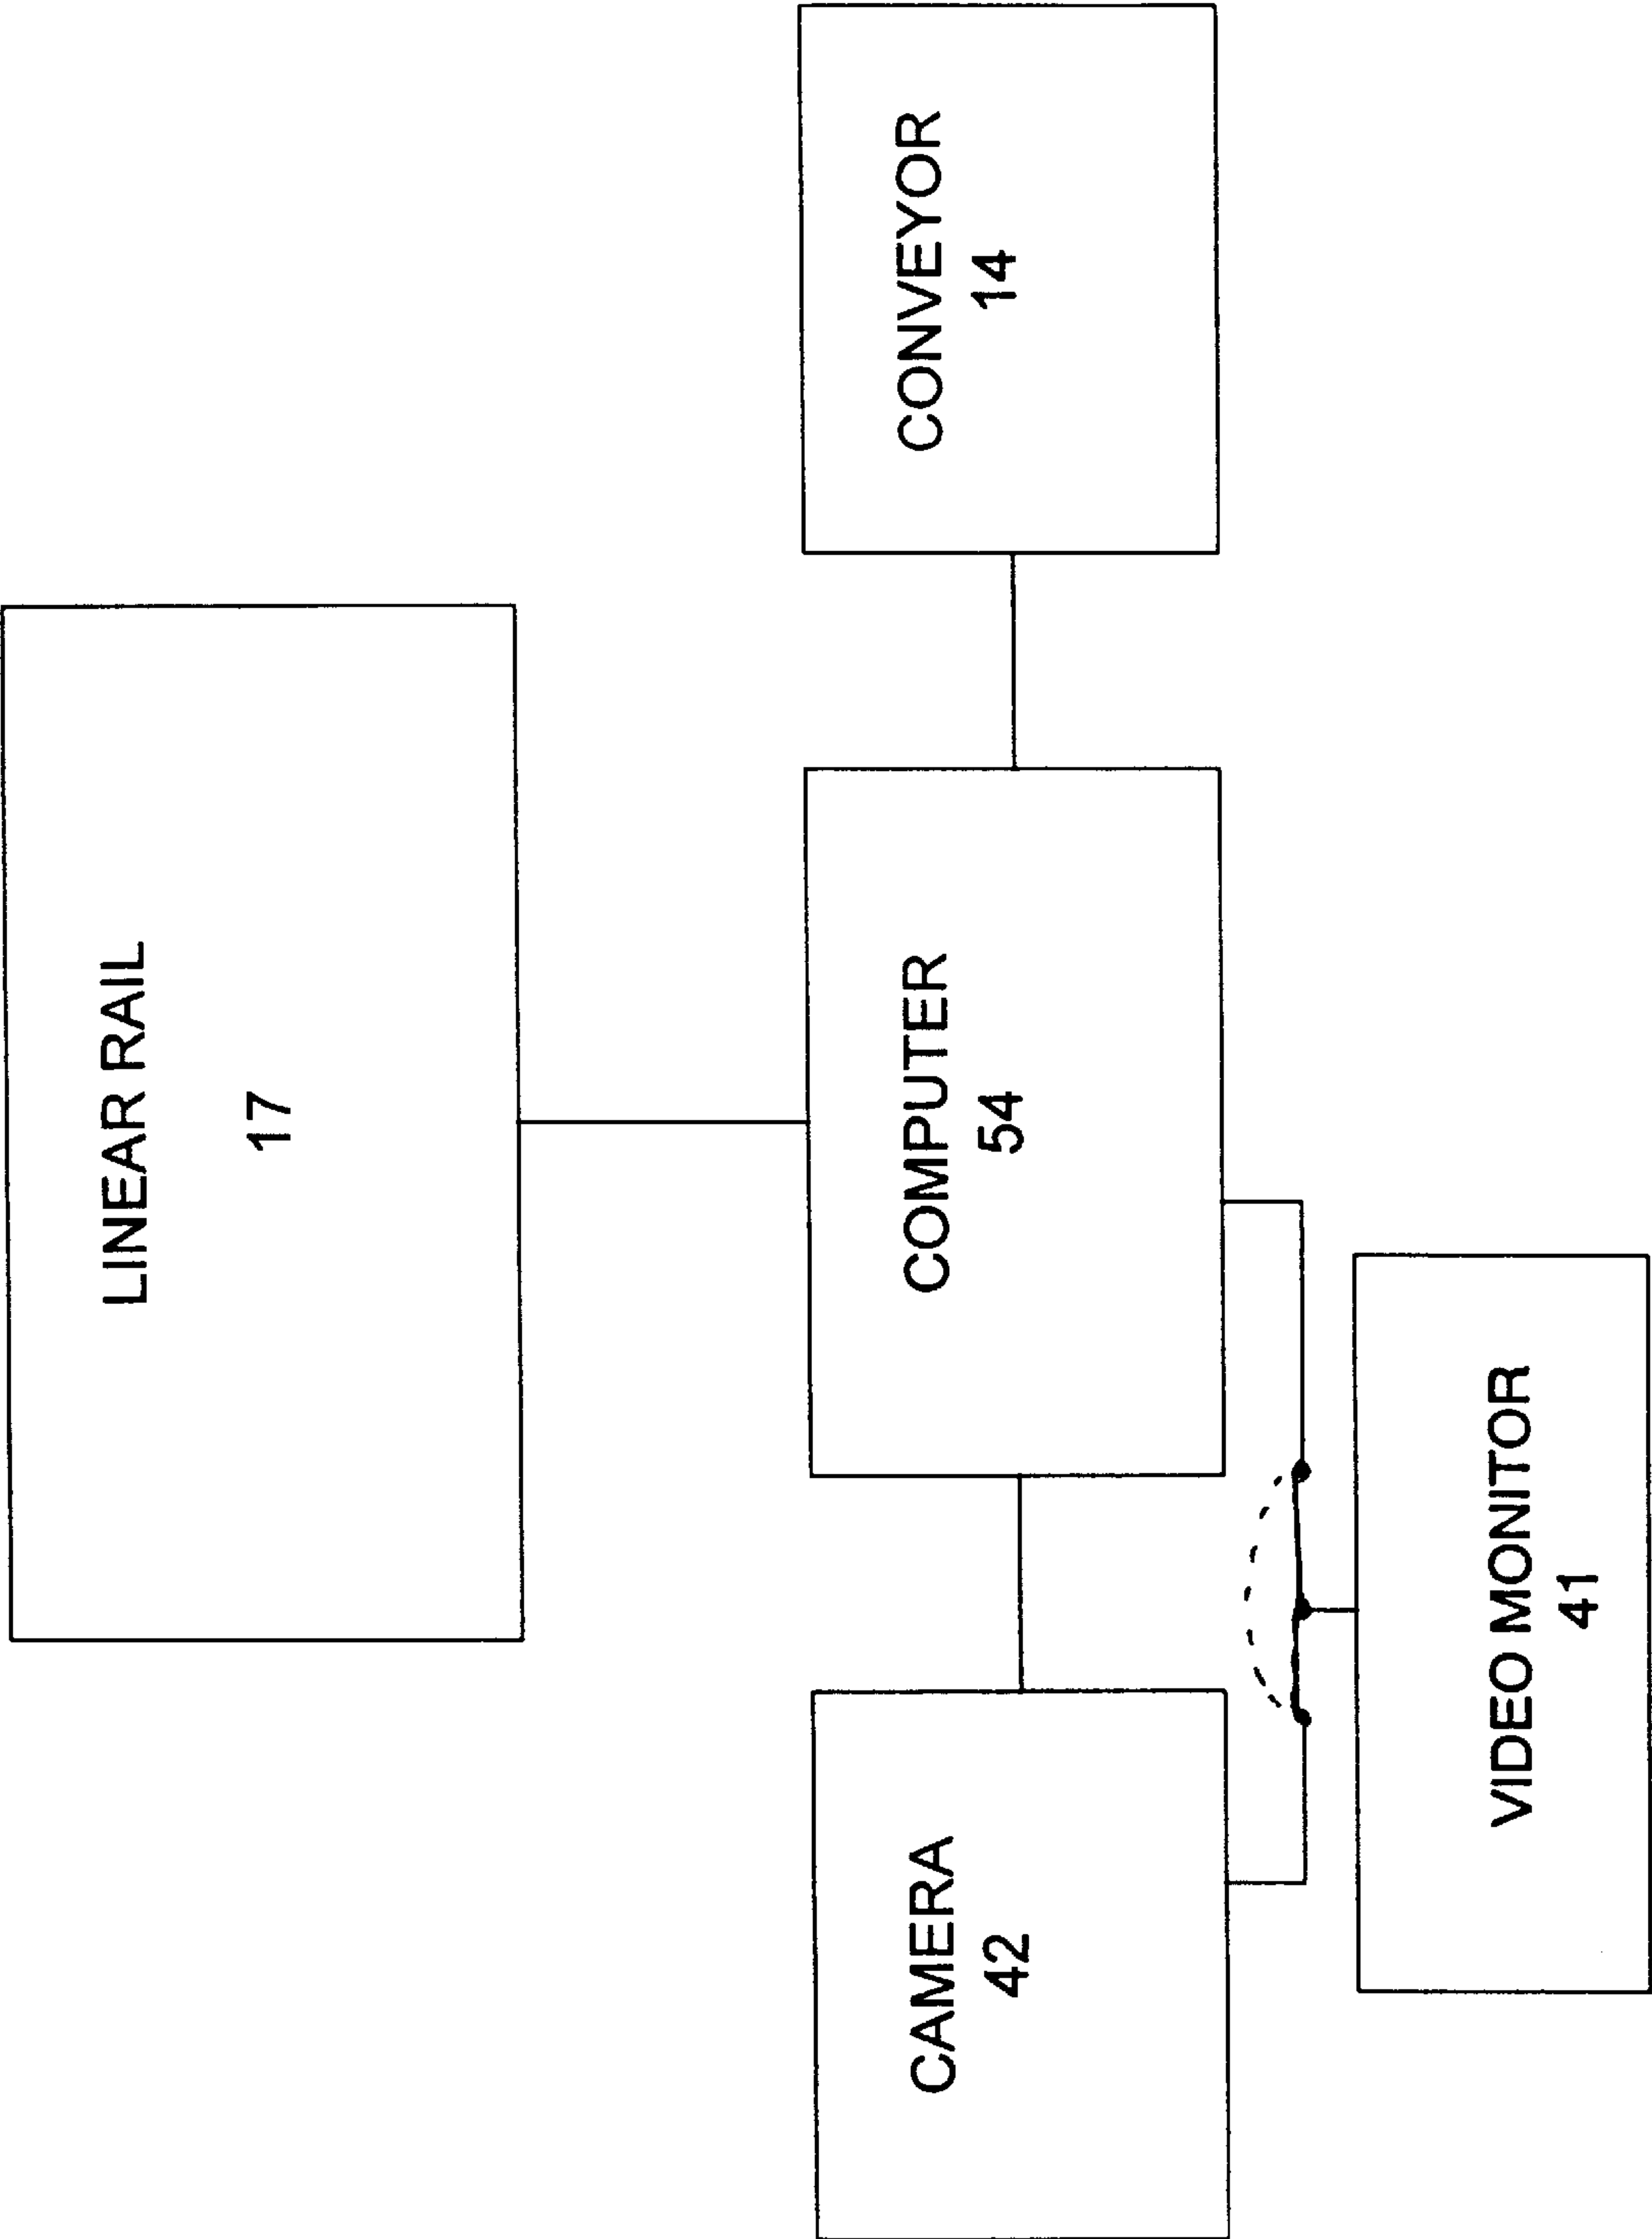 LINEAR RAIL
17
CAMERA
42
COMPUTER
54
CONVEYOR
14
VIDEO MONITOR
41